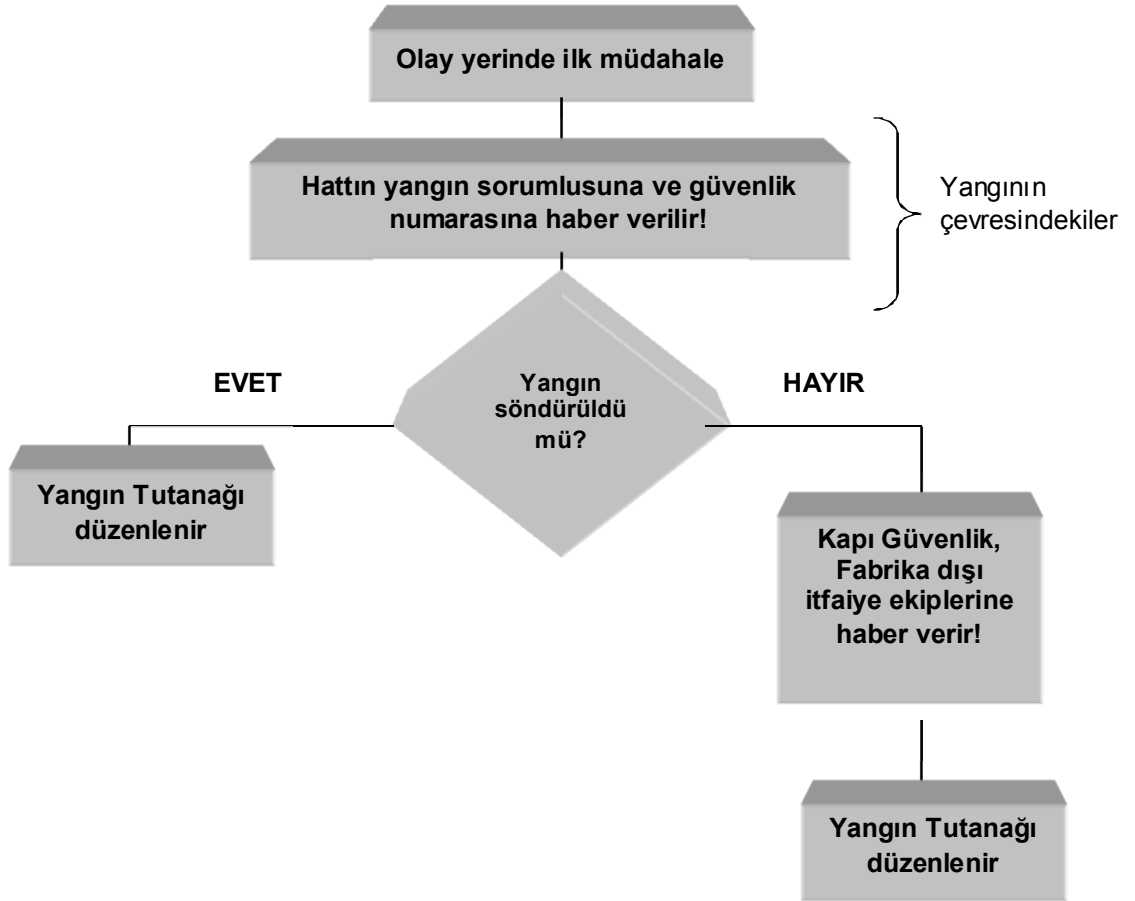 Olay yerinde ilk müdahale
Hattın yangın sorumlusuna ve güvenlik
numarasına haber verilir!
Yangının
çevresindekiler
EVET
Yangın
söndürüldü
mü?
HAYIR
Yangın Tutanağı
düzenlenir
Kapı Güvenlik,
Fabrika dışı
itfaiye ekiplerine
haber verir!
Yangın Tutanağı
düzenlenir